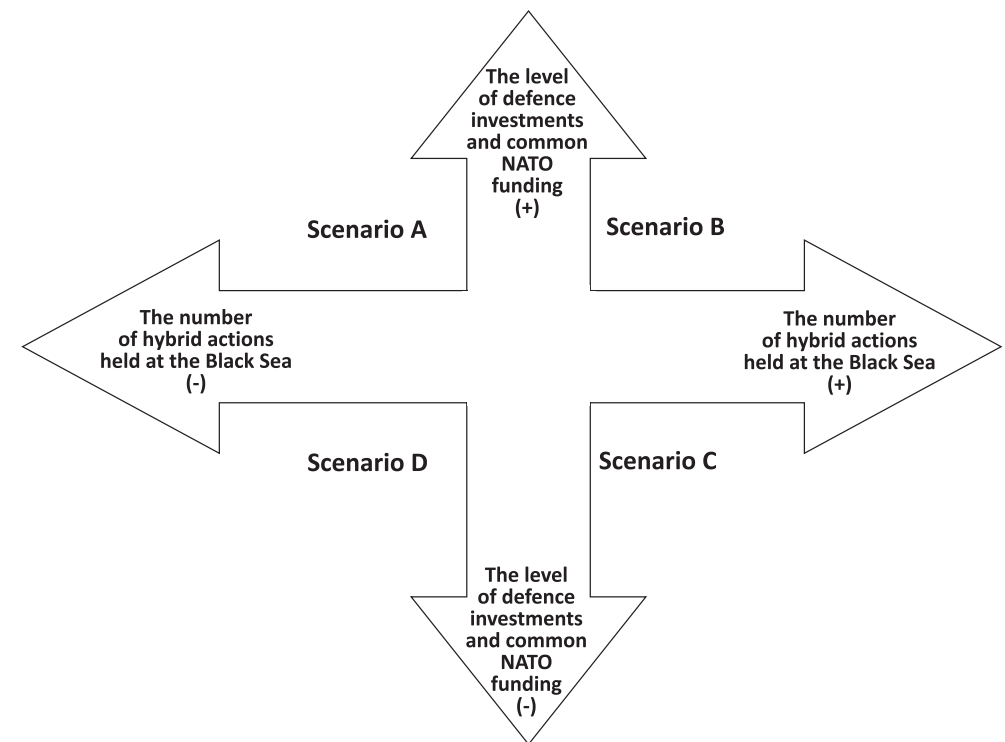 The level
of defence
investments
and common
NATO
funding
(+)
Scenario A
Scenario B
The number
of hybrid actions
held at the Black Sea
(-)
The number
of hybrid actions
held at the Black Sea
(+)
Scenario D
Scenario C
The level
of defence
investments
and common
NATO
funding
(-)